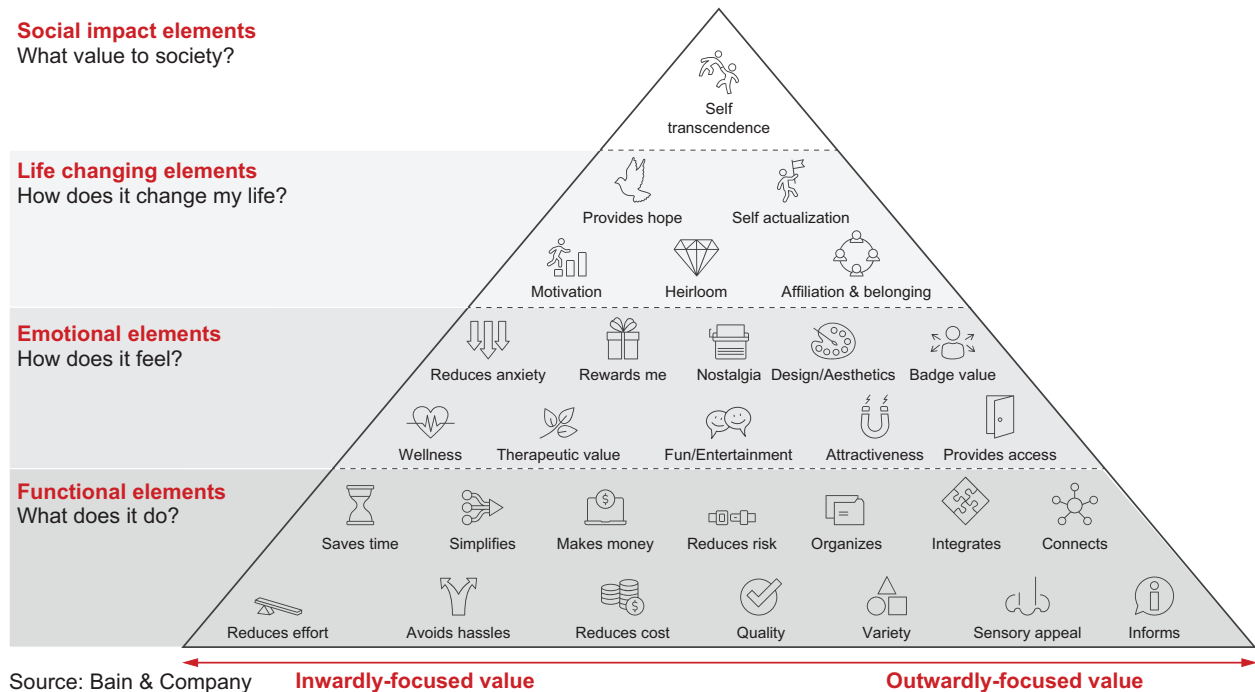 Social impact elements
What value to society?
Self
transcendence
Life changing elements
How does it change my life?
Provides hope
Self actualization
Motivation
Heirloom
Affiliation & belonging
Emotional elements
How does it feel?
Reduces anxiety
Rewards me
Nostalgia
Design/Aesthetics
Badge value
Wellness
Therapeutic value
Fun/Entertainment
Attractiveness
Provides access
Functional elements
What does it do?
$
Saves time
Simplifies
Makes money
Reduces risk
Organizes
Integrates
Connects
$
i
Reduces effort
Avoids hassles
Reduces cost
Quality
Variety
Sensory appeal
Informs
Source: Bain & Company
Inwardly-focused value
Outwardly-focused value